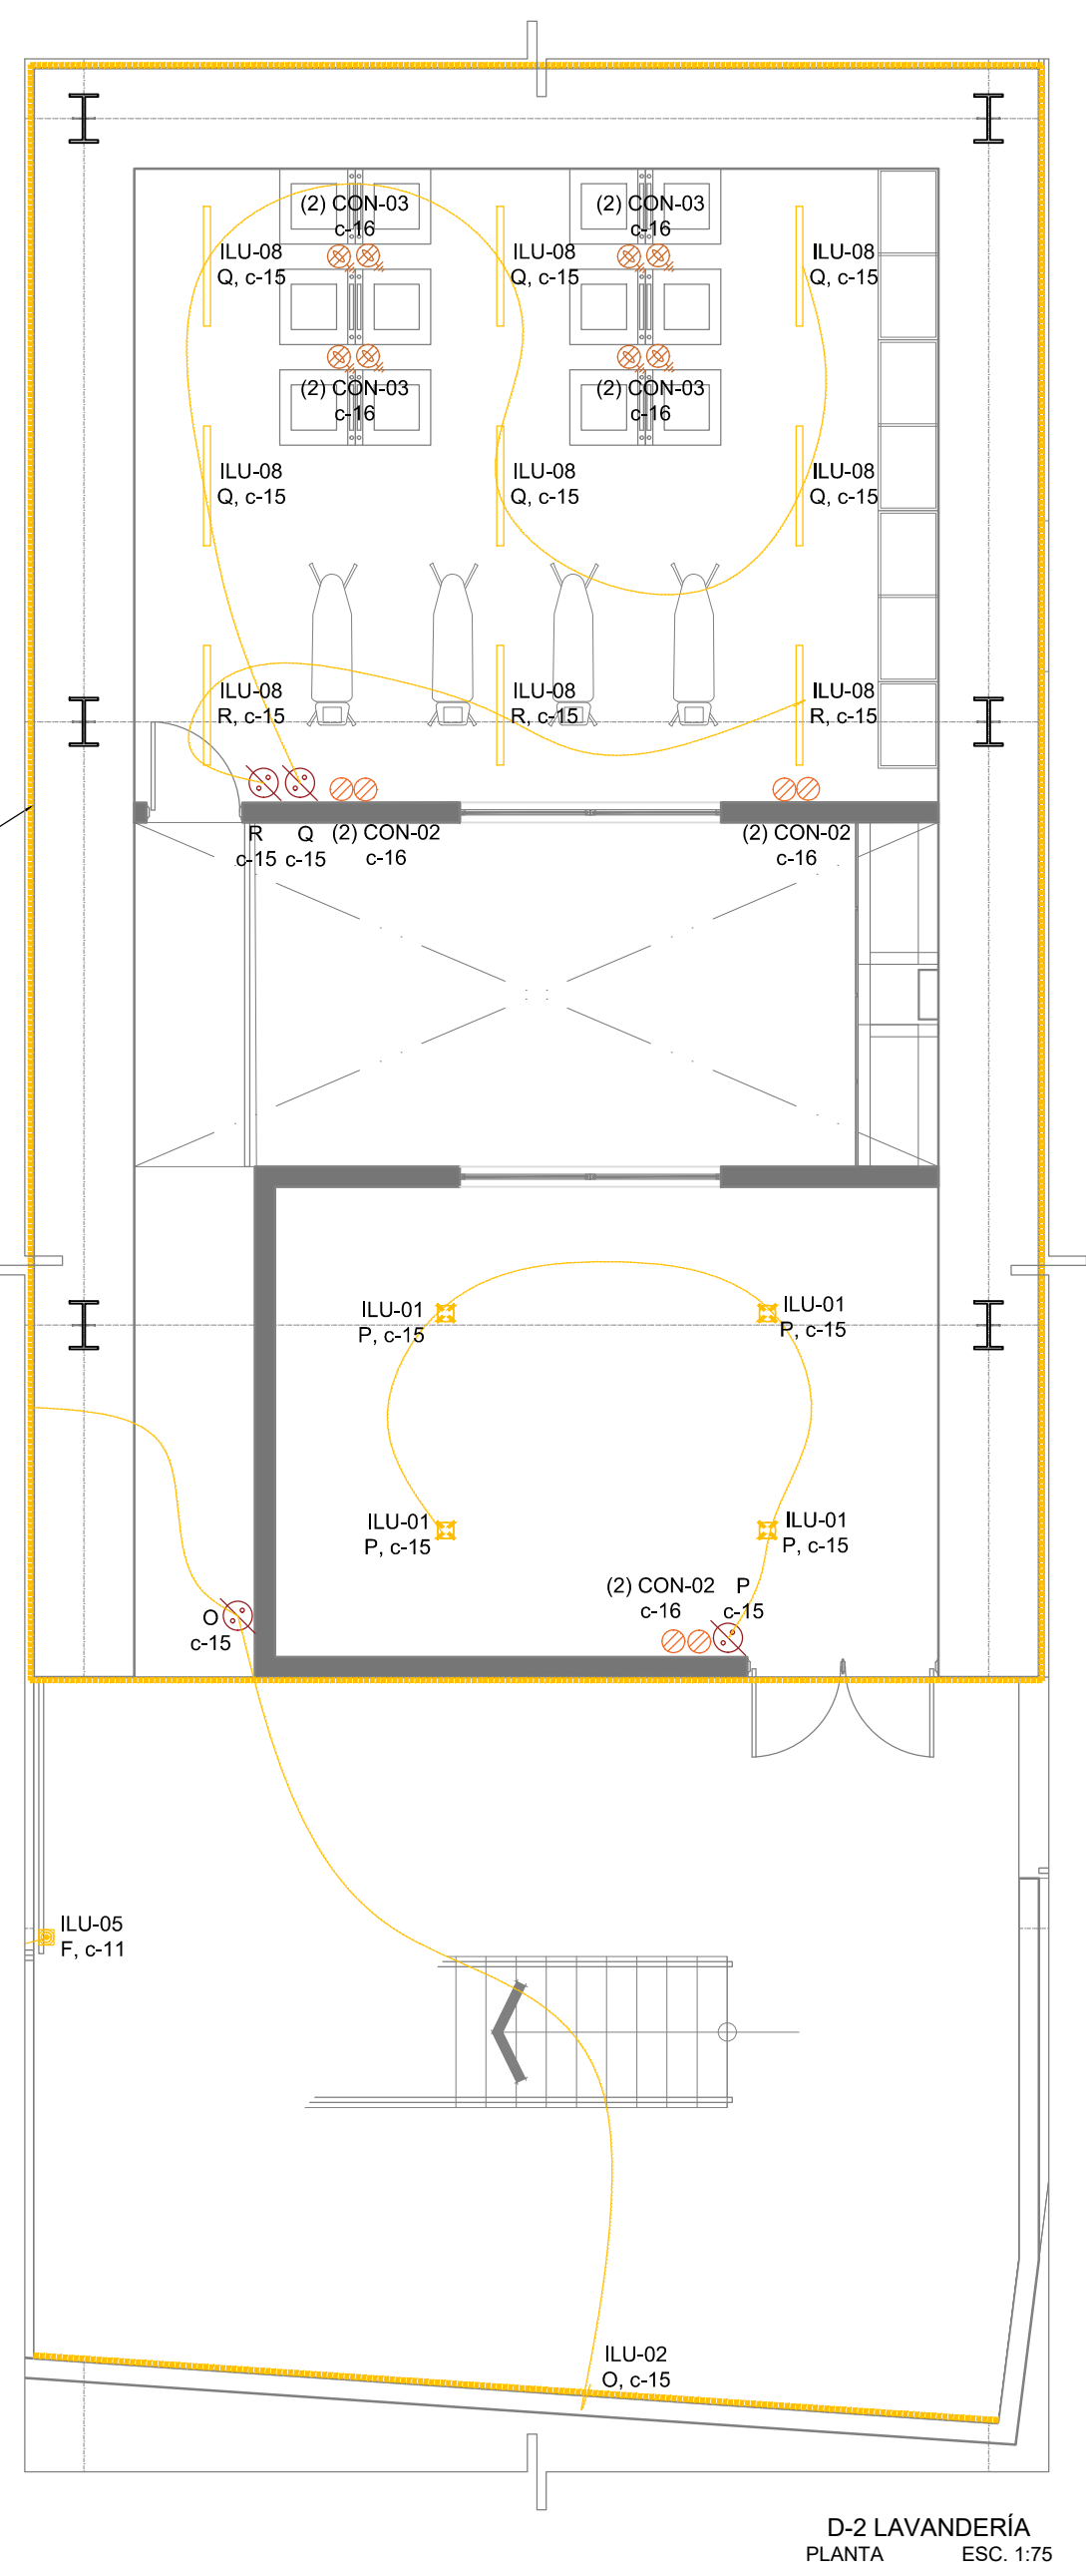 (2) CON-03
c-16
(2) CON-03
c-16
ILU-08
Q, c-15
ILU-08
Q, c-15
ILU-08
Q, c-15
(2) CON-03
c-16
(2) CON-03
c-16
ILU-08
Q, c-15
ILU-08
Q, c-15
ILU-08
Q, c-15
ILU-08
R, c-15
ILU-08
R, c-15
ILU-08
R, c-15
R
c-15
Q
c-15
(2) CON-02
c-16
(2) CON-02
c-16
ILU-01
P, c-15
ILU-01
P, c-15
ILU-01
P, c-15
ILU-01
P, c-15
(2) CON-02
c-16
P
c-15
O
c-15
ILU-05
F, c-11
ILU-02
O, c-15
D-2 LAVANDERÍA
PLANTA ESC. 1:75